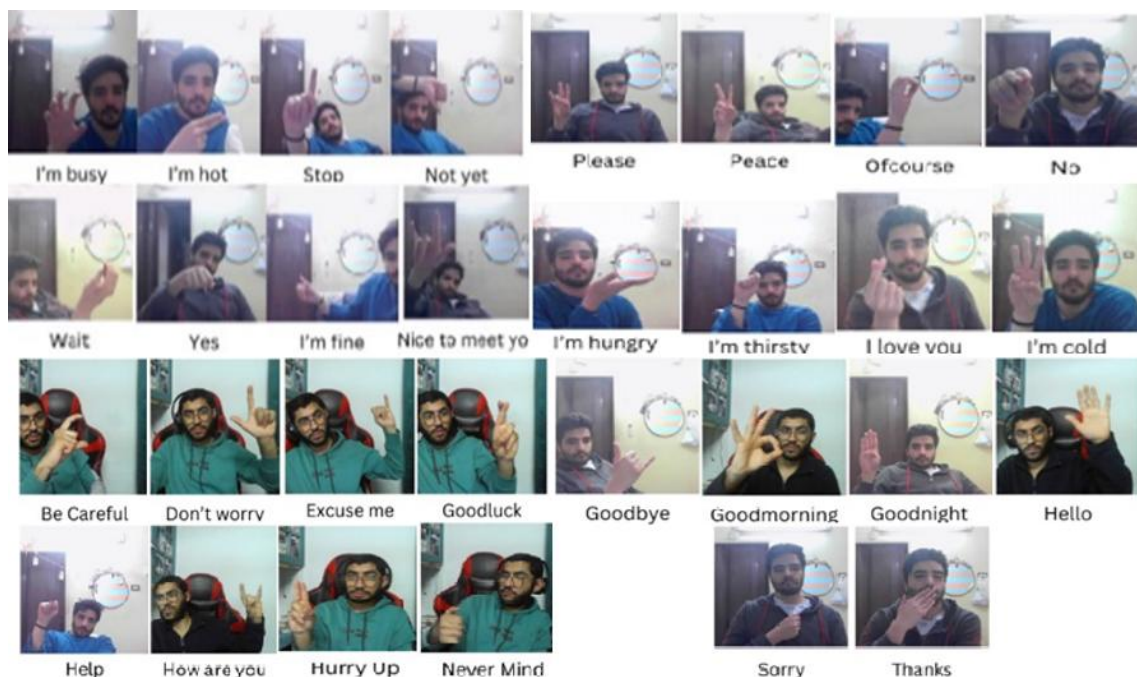 I'm busy I'm hot Stop Not yet Please Peace Ofcourse No
Wait Yes I'm fine Nice to meet yo I'm hungry I'm thirsty I love you I'm cold
Be Careful Don't worry Excuse me Goodluck Goodbye Goodmorning Goodnight Hello
Help How are you Hurry Up Never Mind Sorry Thanks